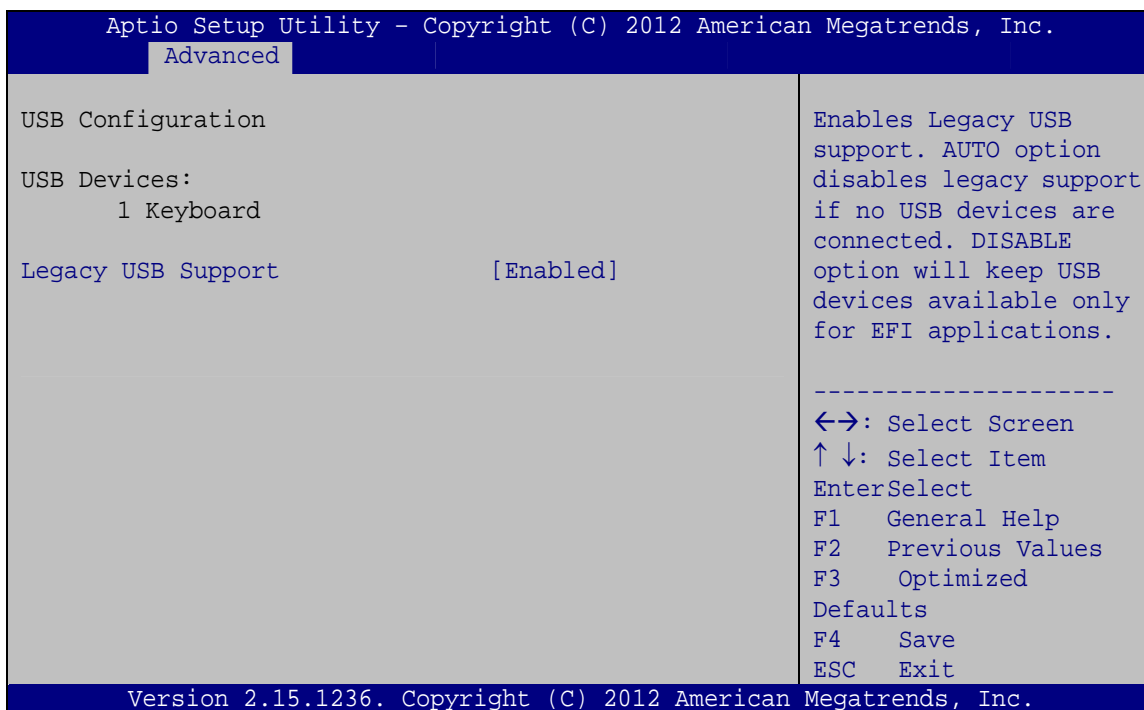 Aptio Setup Utility – Copyright (C) 2012 American Megatrends, Inc.
Advanced
USB Configuration
USB Devices:
1 Keyboard
Legacy USB Support [Enabled]
Enables Legacy USB
support. AUTO option
disables legacy support
if no USB devices are
connected. DISABLE
option will keep USB
devices available only
for EFI applications.
---------------------
←→: Select Screen
↑ ↓: Select Item
EnterSelect
F1 General Help
F2 Previous Values
F3 Optimized
Defaults
F4 Save
ESC Exit
Version 2.15.1236. Copyright (C) 2012 American Megatrends, Inc.